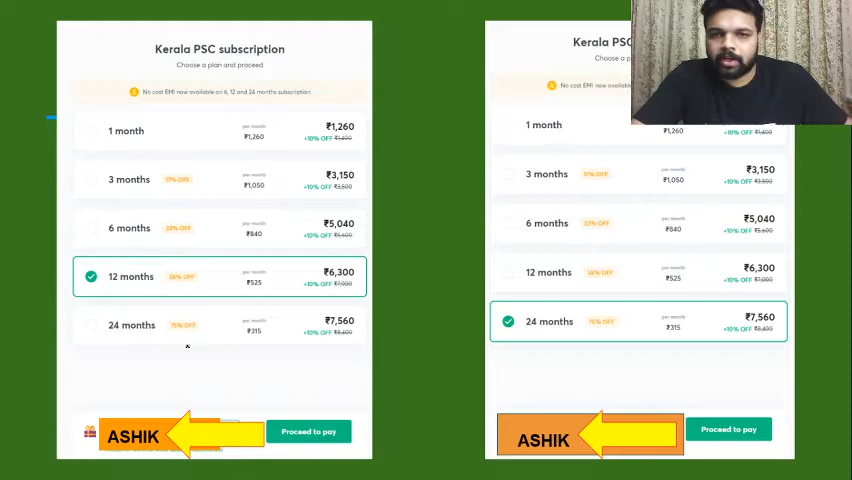 Kerala PSC subscription
Choose a plan and proceed
No cost EMI now available on 6, 12 and 24 months subscription
1 month per month ₹1,260 ₹1,260 +10% OFF ₹1,400
3 months 17% OFF per month ₹1,050 ₹3,150 +10% OFF ₹3,500
6 months 33% OFF per month ₹840 ₹5,040 +10% OFF ₹5,600
12 months 58% OFF per month ₹525 ₹6,300 +10% OFF ₹7,000
24 months 75% OFF per month ₹315 ₹7,560 +10% OFF ₹8,400
ASHIK
Proceed to pay
Kerala PSC
Choose a p
No cost EMI now availabl
1 month ₹1,260 +10% OFF ₹1,400
3 months 17% OFF per month ₹1,050 ₹3,150 +10% OFF ₹3,500
6 months 33% OFF per month ₹840 ₹5,040 +10% OFF ₹5,600
12 months 58% OFF per month ₹525 ₹6,300 +10% OFF ₹7,000
24 months 75% OFF per month ₹315 ₹7,560 +10% OFF ₹8,400
ASHIK
Proceed to pay